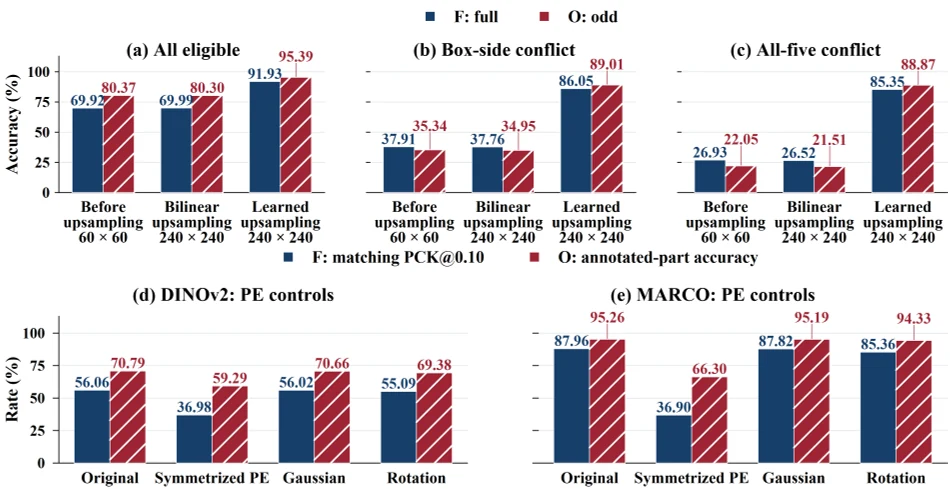 F: full O: odd
(a) All eligible (b) Box-side conflict (c) All-five conflict
Accuracy (%)
100
75
50
25
0
69.92 80.37 69.99 80.30 91.93 95.39
37.91 35.34 37.76 34.95 86.05 89.01
26.93 22.05 26.52 21.51 85.35 88.87
Before upsampling 60 × 60
Bilinear upsampling 240 × 240
Learned upsampling 240 × 240
Before upsampling 60 × 60
Bilinear upsampling 240 × 240
Learned upsampling 240 × 240
Before upsampling 60 × 60
Bilinear upsampling 240 × 240
Learned upsampling 240 × 240
F: matching PCK@0.10 O: annotated-part accuracy
(d) DINOv2: PE controls (e) MARCO: PE controls
Rate (%)
100
75
50
25
0
56.06 70.79 36.98 59.29 56.02 70.66 55.09 69.38
87.96 95.26 36.90 66.30 87.82 95.19 85.36 94.33
Original Symmetrized PE Gaussian Rotation
Original Symmetrized PE Gaussian Rotation